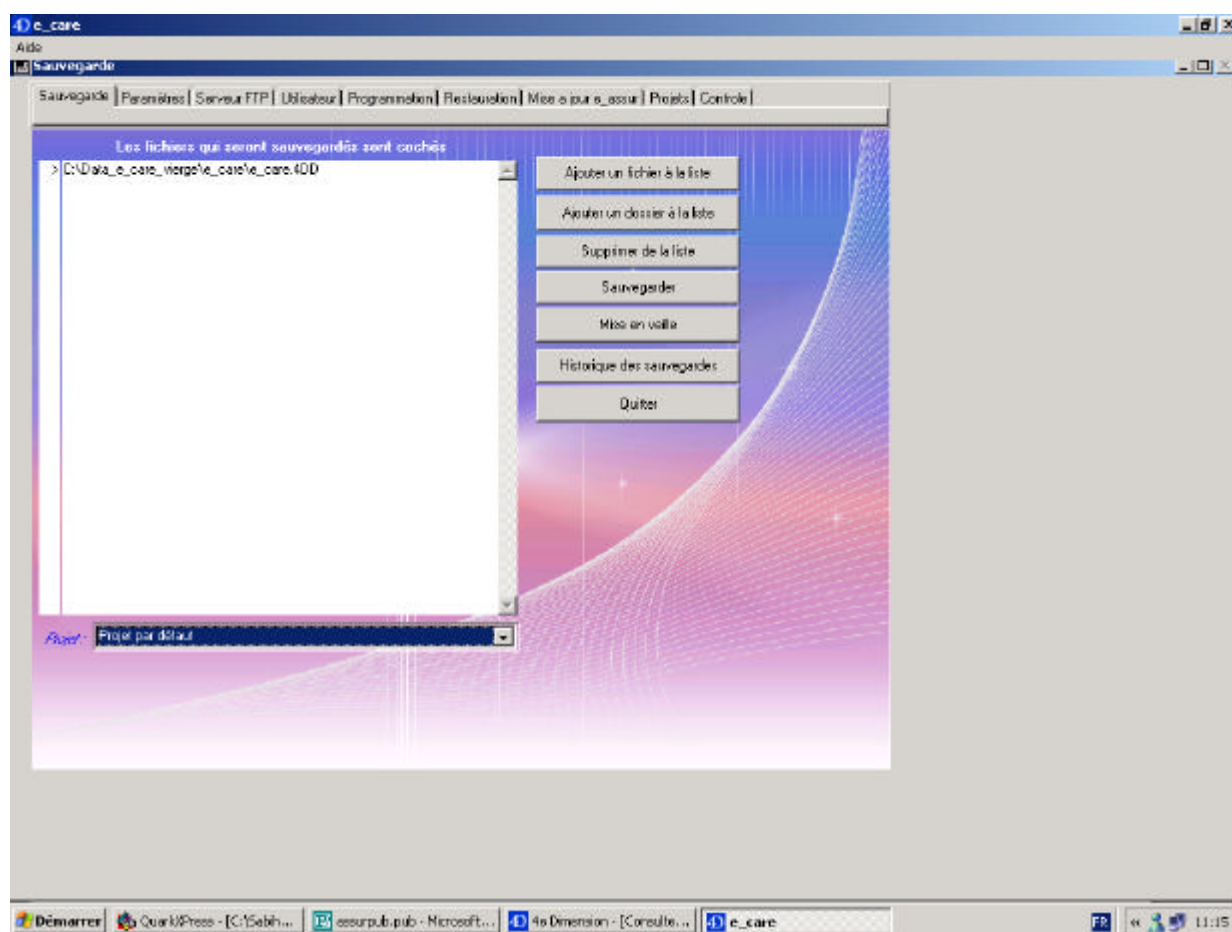 e_care
Aide
Sauvegarde
Sauvegarde Paramètres Serveur FTP Utilisateur Programmation Restauration Mise a jour e_assur Projets Controle
Les fichiers qui seront sauvegardés sont cochés
> C:\Data_e_care_vierge\e_care\e_care.4DD
Ajouter un fichier à la liste
Ajouter un dossier à la liste
Supprimer de la liste
Sauvegarder
Mise en veille
Historique des sauvegardes
Quitter
Projet : Projet par défaut
Démarrer QuarkXPress - [C:\Sabih... assurpub.pub - Microsoft... 4e Dimension - [Consulte... e_care FR « 11:15